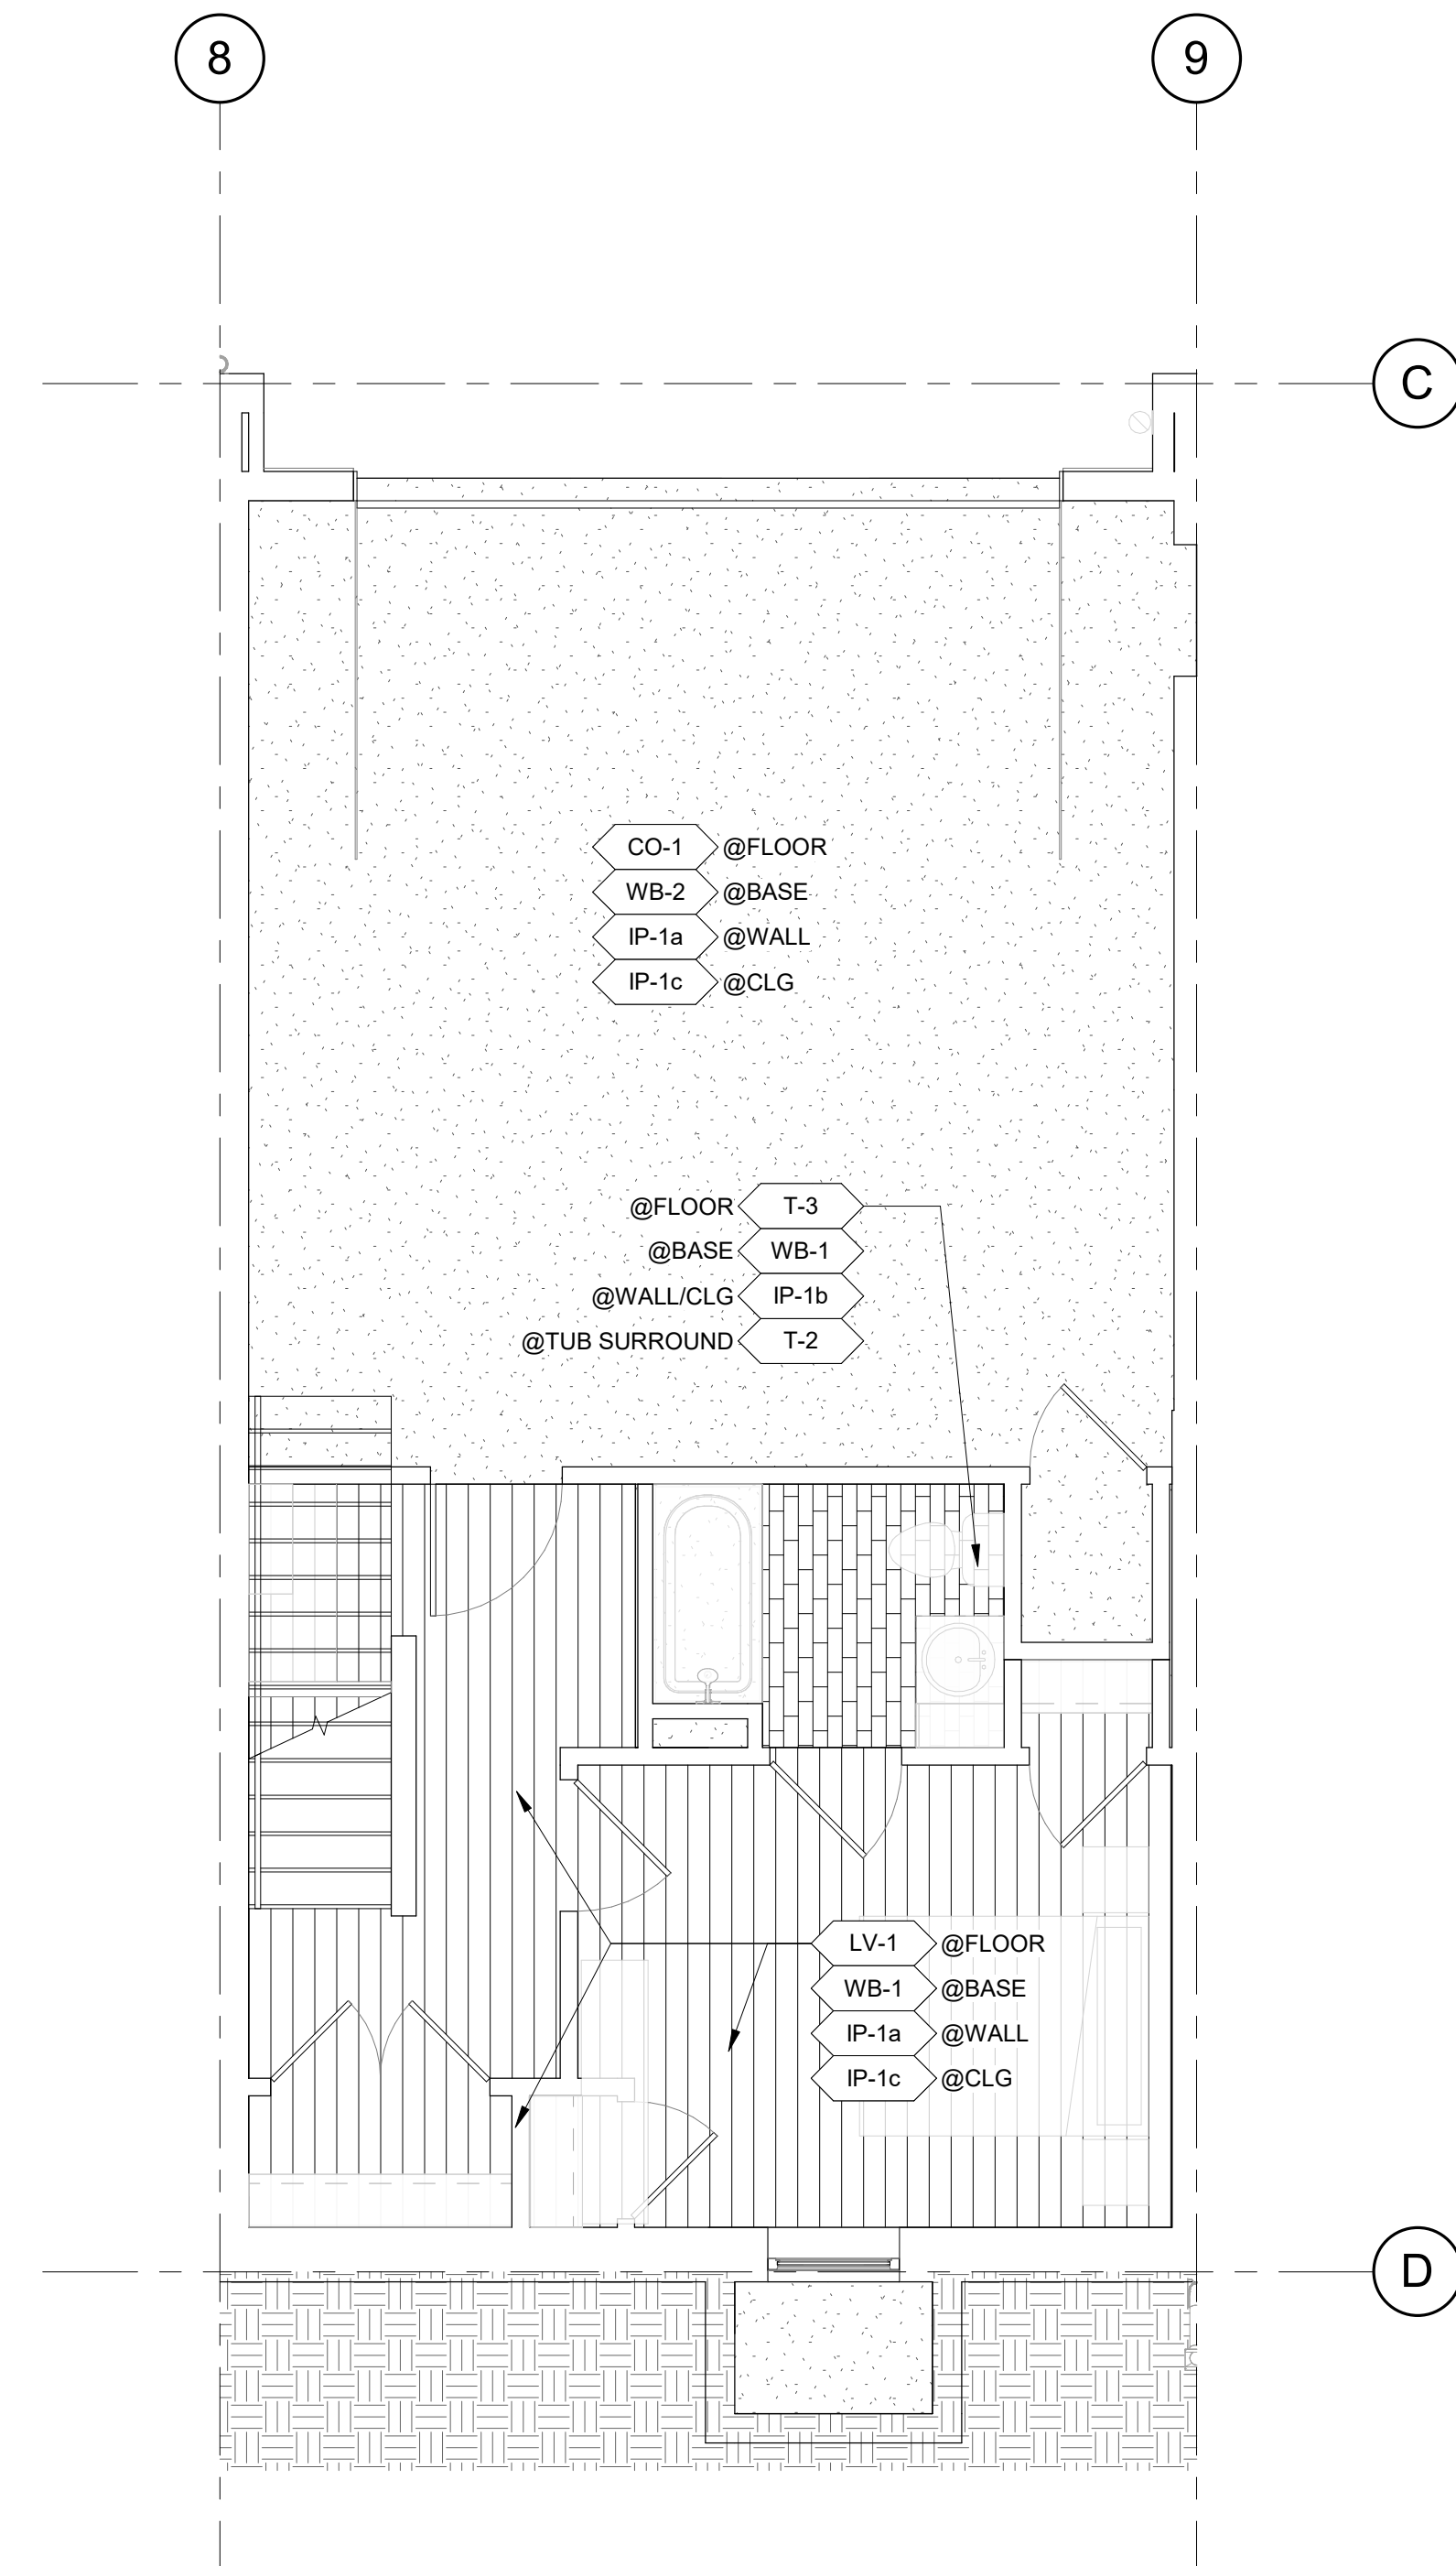 8
9
C
CO-1 @FLOOR
WB-2 @BASE
IP-1a @WALL
IP-1c @CLG
@FLOOR T-3
@BASE WB-1
@WALL/CLG IP-1b
@TUB SURROUND T-2
LV-1 @FLOOR
WB-1 @BASE
IP-1a @WALL
IP-1c @CLG
D